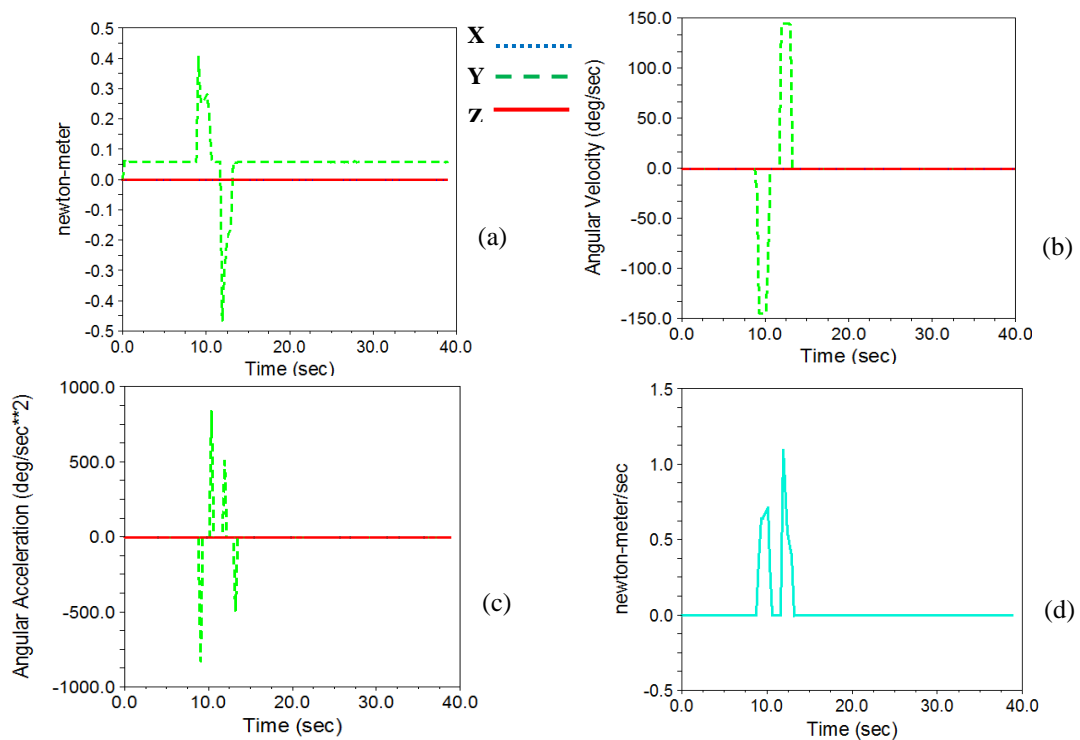 0.5
0.4
0.3
0.2
0.1
0.0
-0.1
-0.2
-0.3
-0.4
-0.5
newton-meter
0.0 10.0 20.0 30.0 40.0
Time (sec)
(a)
X
Y
Z
150.0
100.0
50.0
0.0
-50.0
-100.0
-150.0
Angular Velocity (deg/sec)
0.0 10.0 20.0 30.0 40.0
Time (sec)
(b)
1000.0
500.0
0.0
-500.0
-1000.0
Angular Acceleration (deg/sec**2)
0.0 10.0 20.0 30.0 40.0
Time (sec)
(c)
1.5
1.0
0.5
0.0
-0.5
newton-meter/sec
0.0 10.0 20.0 30.0 40.0
Time (sec)
(d)